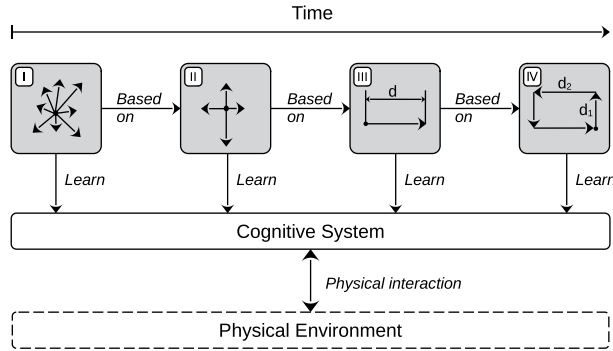 Time
I
II
III
IV
Based
on
Based
on
Based
on
d
d₂
d₁
Learn
Learn
Learn
Learn
Cognitive System
Physical interaction
Physical Environment